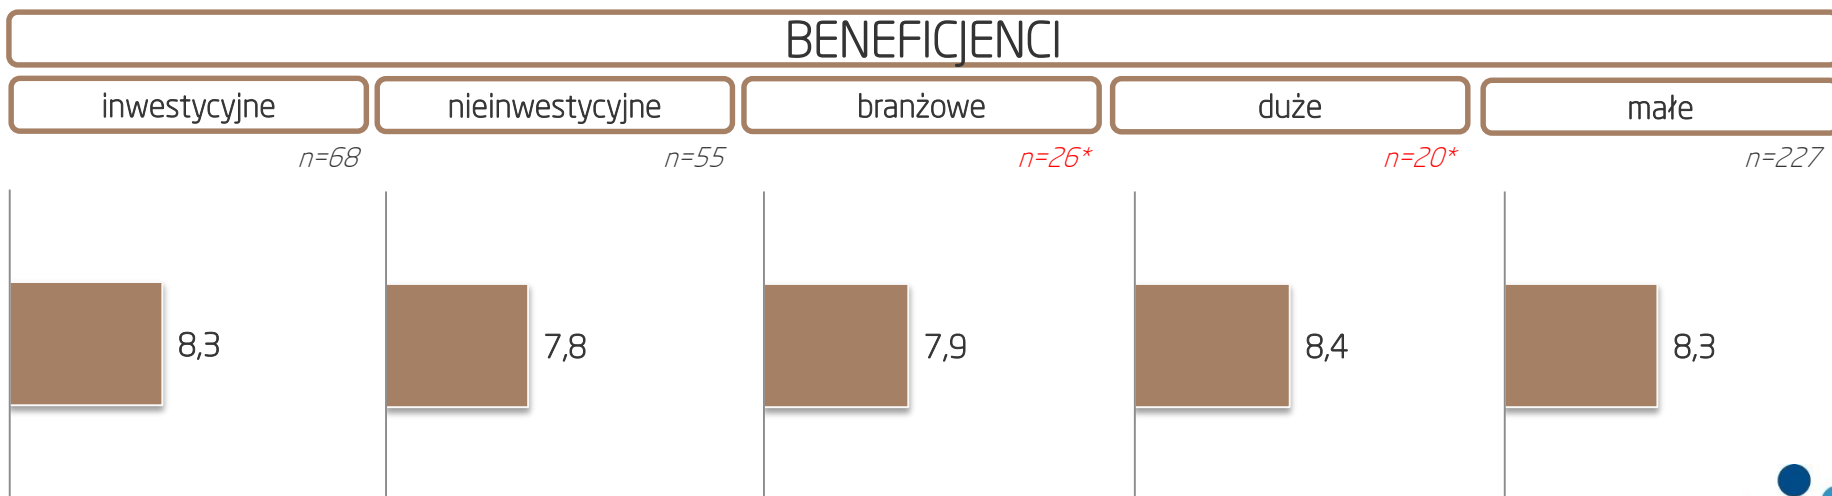 BENEFICJENCI
inwestycyjne nieinwestycyjne branżowe duże małe
n=68 n=55 n=26* n=20* n=227
8,3 7,8 7,9 8,4 8,3